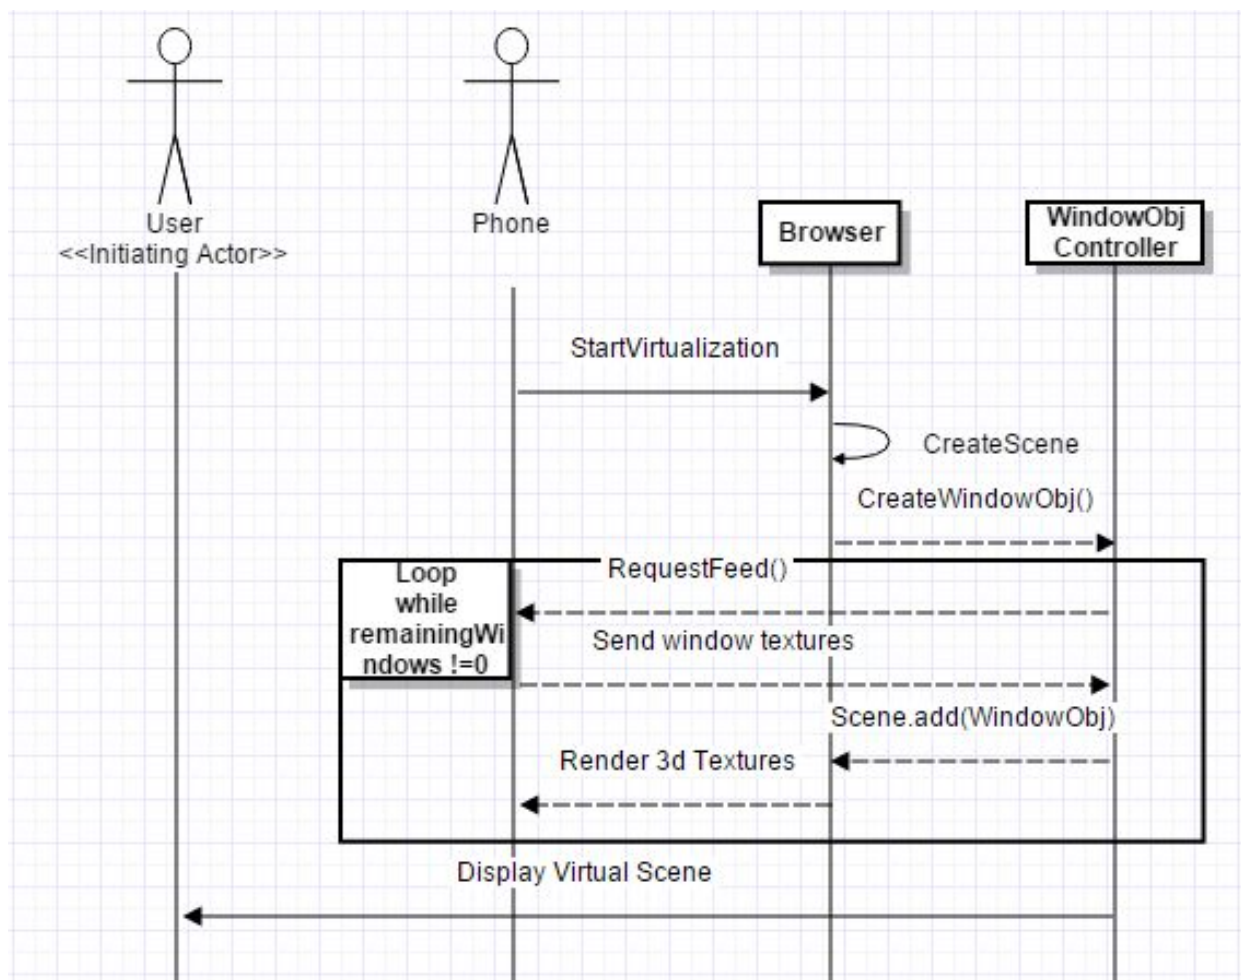 User
<<Initiating Actor>>
Phone
Browser
WindowObj
Controller
StartVirtualization
CreateScene
CreateWindowObj()
Loop
while
remainingWi
ndows !=0
RequestFeed()
Send window textures
Scene.add(WindowObj)
Render 3d Textures
Display Virtual Scene